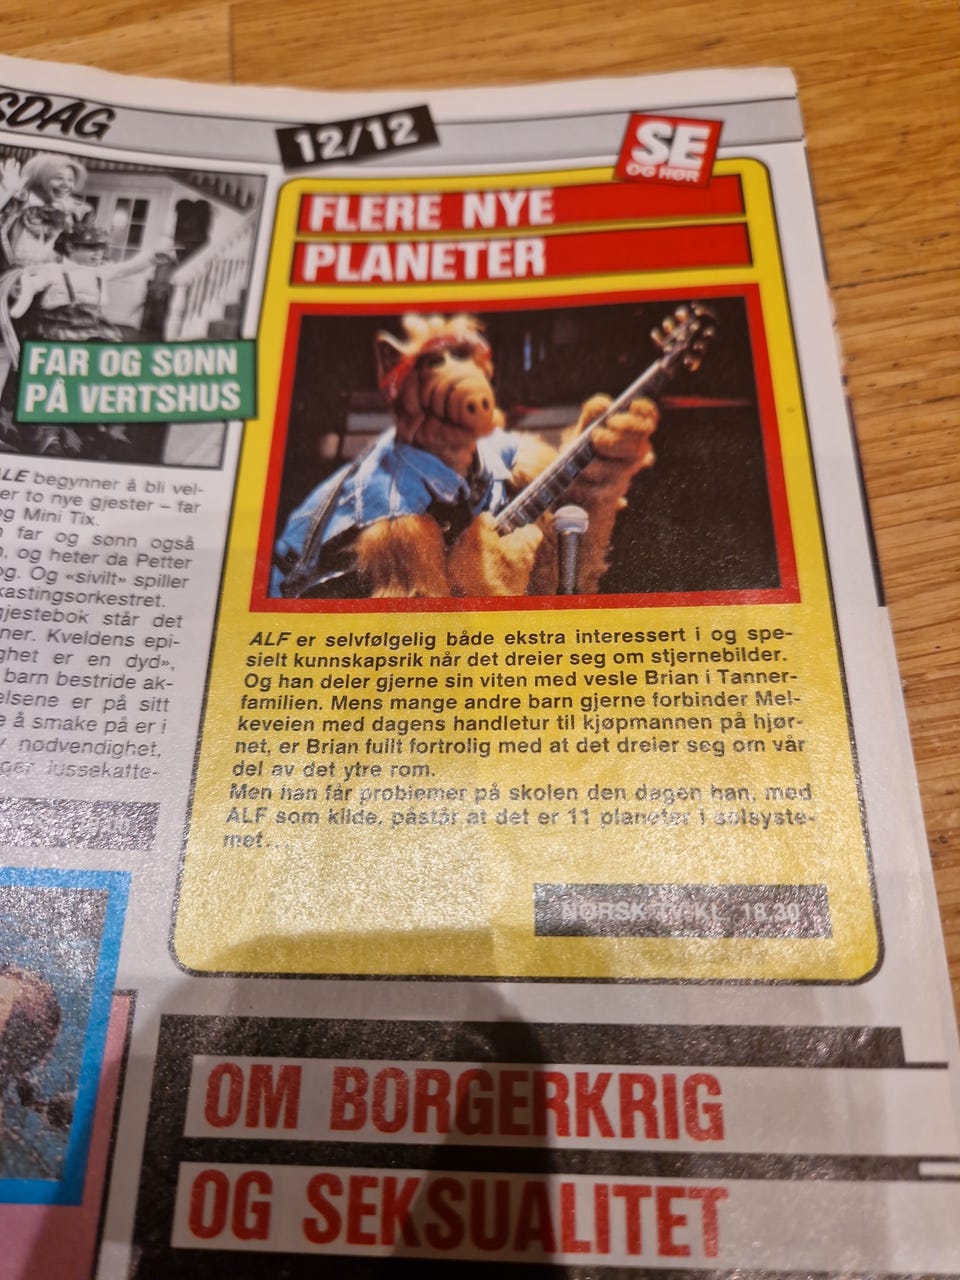 SDAG
12/12
SE
OG HØR
FAR OG SØNN
PÅ VERTSHUS
LE begynner å bli vel-
er to nye gjester – far
og Mini Tix.
far og sønn også
, og heter da Petter
og. Og «sivilt» spiller
kastingsorkestret.
gjestebok står det
ner. Kveldens epi-
ghet er en dyd»,
barn bestride ak-
elsene er på sitt
e å smake på er i
v nødvendighet,
ger lussekatte-
FLERE NYE
PLANETER
ALF er selvfølgelig både ekstra interessert i og spe-
sielt kunnskapsrik når det dreier seg om stjernebilder.
Og han deler gjerne sin viten med vesle Brian i Tanner-
familien. Mens mange andre barn gjerne forbinder Mel-
keveien med dagens handletur til kjøpmannen på hjør-
net, er Brian fullt fortrolig med at det dreier seg om vår
del av det ytre rom.
Men han får problemer på skolen den dagen han, med
ALF som kilde, påstår at det er 11 planeter i solsyste-
met...
NORSK TV KL. 18.30
OM BORGERKRIG
OG SEKSUALITET